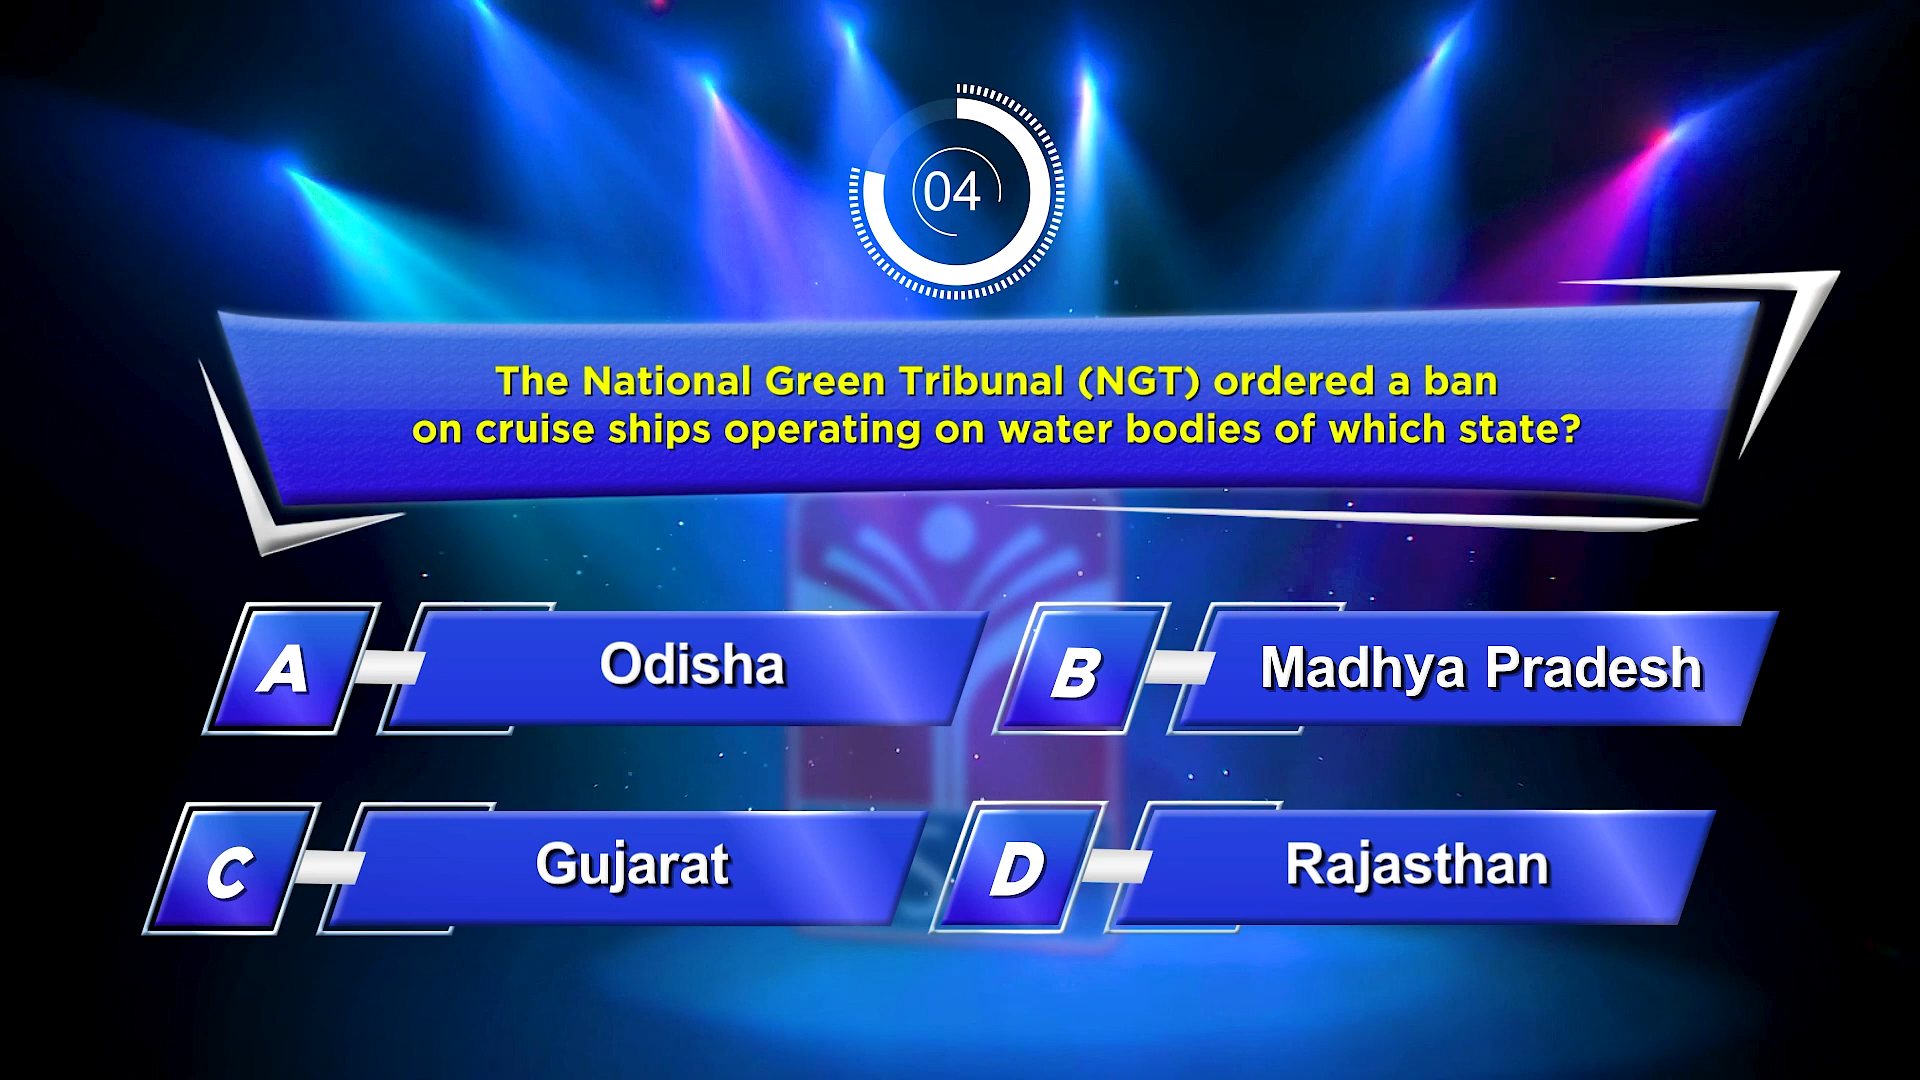 04
The National Green Tribunal (NGT) ordered a ban
on cruise ships operating on water bodies of which state?
A Odisha
B Madhya Pradesh
C Gujarat
D Rajasthan